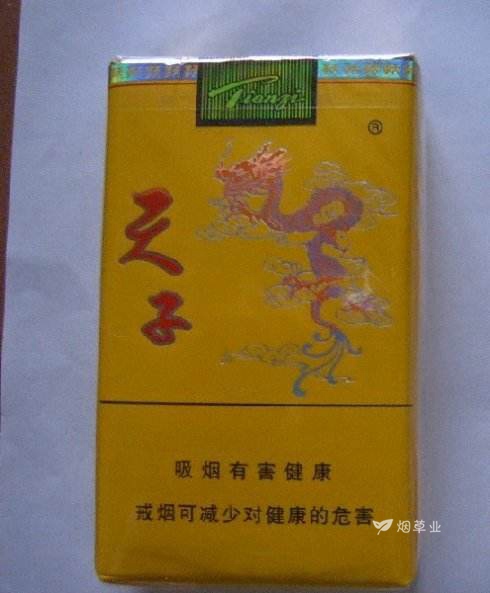 Tianzi
®
天子
吸烟有害健康
戒烟可减少对健康的危害
烟草业